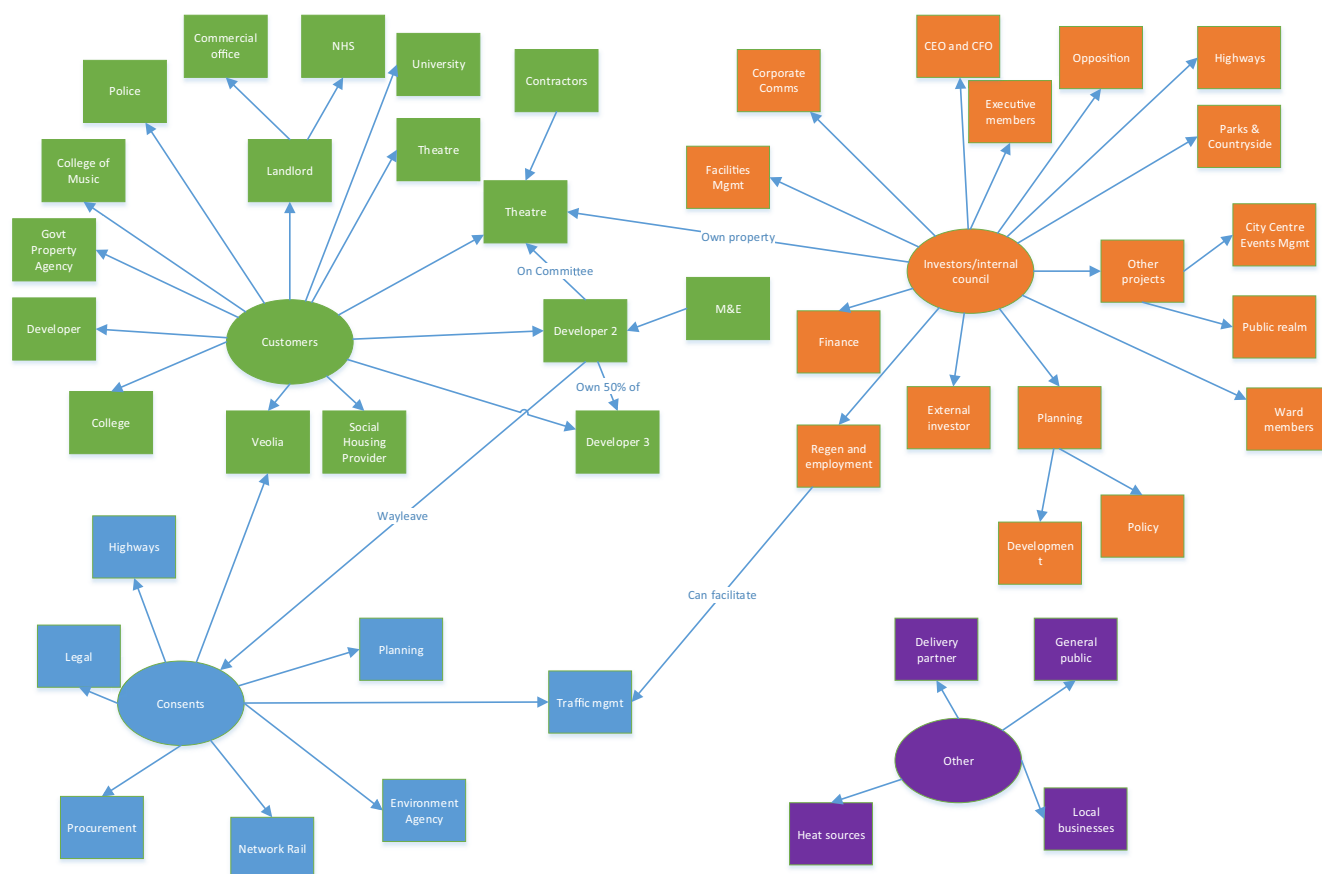 Commercial
office
NHS
University
Contractors
Police
College of
Music
Landlord
Theatre
Govt
Property
Agency
Theatre
On Committee
Developer
Customers
Developer 2
M&E
Own 50% of
College
Veolia
Social
Housing
Provider
Developer 3
CEO and CFO
Opposition
Highways
Corporate
Comms
Executive
members
Parks &
Countryside
Facilities
Mgmt
Own property
Investors/internal
council
Other
projects
City Centre
Events Mgmt
Public realm
Finance
External
investor
Planning
Ward
members
Regen and
employment
Policy
Developmen
t
Wayleave
Can facilitate
Highways
Legal
Planning
Consents
Traffic mgmt
Procurement
Network Rail
Environment
Agency
Delivery
partner
General
public
Other
Heat sources
Local
businesses